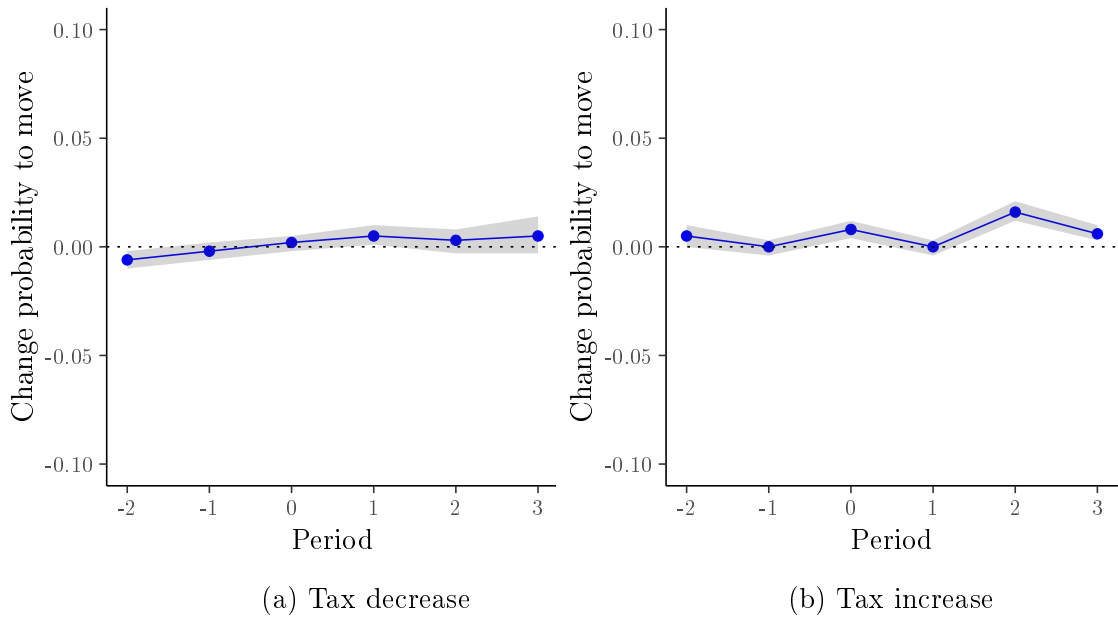 Change probability to move
0.10
0.05
0.00
-0.05
-0.10
-2 -1 0 1 2 3
Period
(a) Tax decrease
Change probability to move
0.10
0.05
0.00
-0.05
-0.10
-2 -1 0 1 2 3
Period
(b) Tax increase